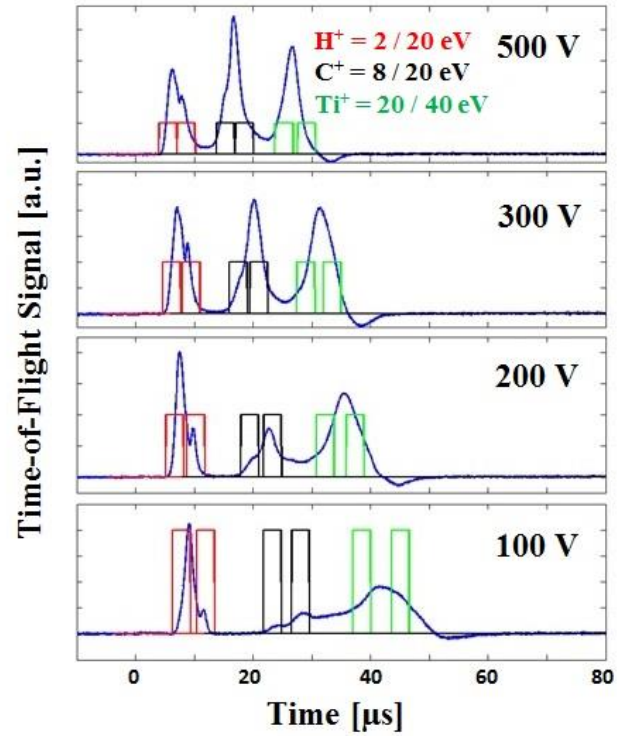 500 V
H⁺ = 2 / 20 eV
C⁺ = 8 / 20 eV
Ti⁺ = 20 / 40 eV
300 V
200 V
100 V
Time-of-Flight Signal [a.u.]
0 20 40 60 80
Time [μs]